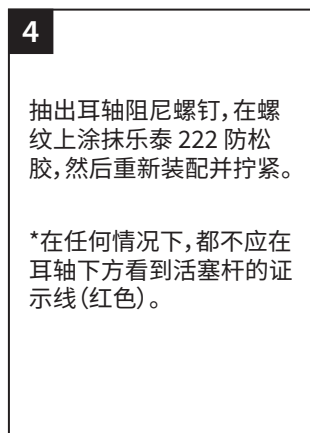 4
抽出耳轴阻尼螺钉，在螺
纹上涂抹乐泰 222 防松
胶，然后重新装配并拧紧。
*在任何情况下，都不应在
耳轴下方看到活塞杆的证
示线（红色）。